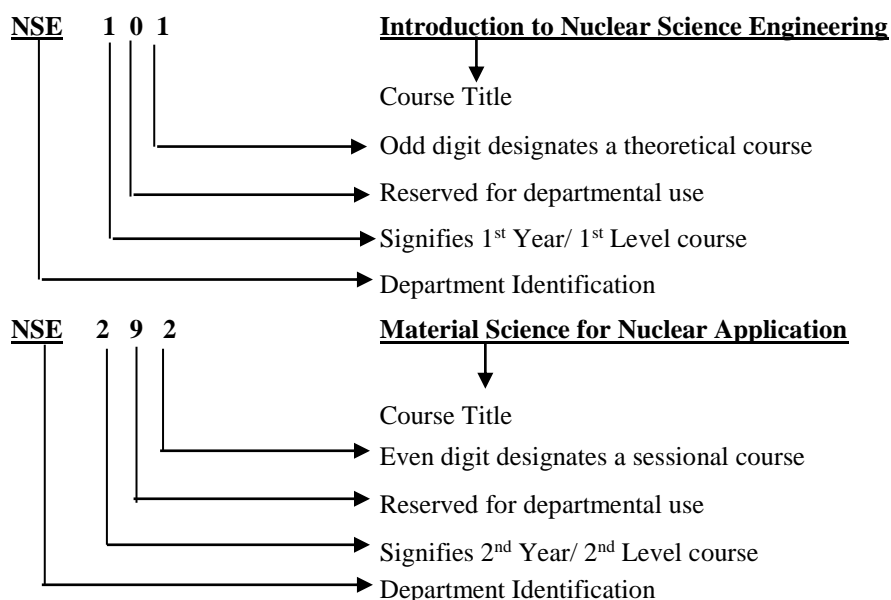 NSE 1 0 1 Introduction to Nuclear Science Engineering
Course Title
Odd digit designates a theoretical course
Reserved for departmental use
Signifies 1st Year/ 1st Level course
Department Identification
NSE 2 9 2 Material Science for Nuclear Application
Course Title
Even digit designates a sessional course
Reserved for departmental use
Signifies 2nd Year/ 2nd Level course
Department Identification